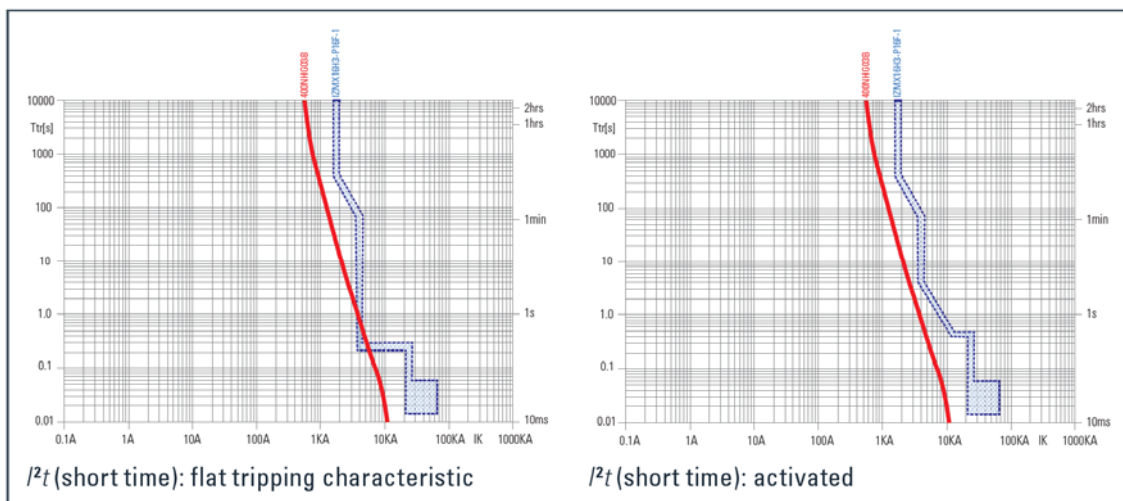 400NHG03B
IZMX16H3-P16F-1
10000
Ttr[s]
1000
100
10
1.0
0.1
0.01
2hrs
1hrs
1min
1s
10ms
0.1A 1A 10A 100A 1KA 10KA 100KA IK 1000KA
I²t (short time): flat tripping characteristic
400NHG03B
IZMX16H3-P16F-1
10000
Ttr[s]
1000
100
10
1.0
0.1
0.01
2hrs
1hrs
1min
1s
10ms
0.1A 1A 10A 100A 1KA 10KA 100KA IK 1000KA
I²t (short time): activated